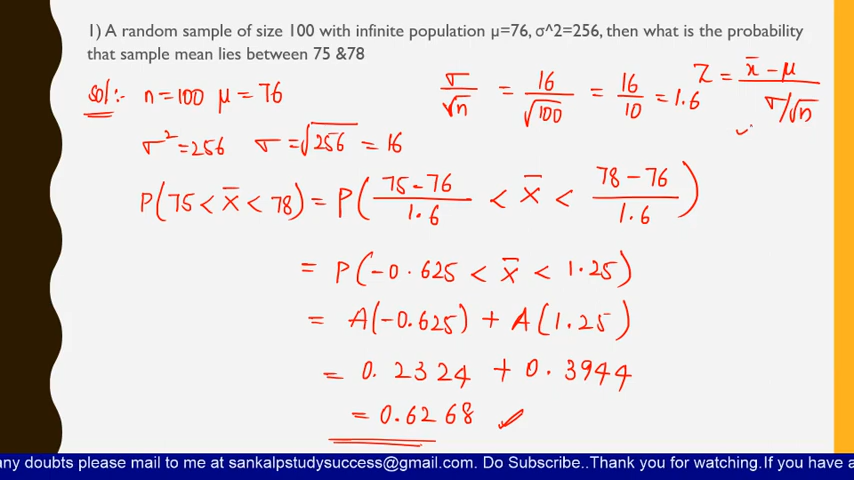 1) A random sample of size 100 with infinite population μ=76, σ^2=256, then what is the probability
that sample mean lies between 75 &78
Sol:- n=100 μ=76
σ/√n = 16/√100 = 16/10 = 1.6
Z = (x̄-μ)/(σ/√n)
σ²=256 σ=√256 = 16
P(75 < x̄ < 78) = P((75-76)/1.6 < x̄ < (78-76)/1.6)
= P(-0.625 < x̄ < 1.25)
= A(-0.625) + A(1.25)
= 0.2324 + 0.3944
= 0.6268
any doubts please mail to me at sankalpstudysuccess@gmail.com. Do Subscribe..Thank you for watching.If you have a